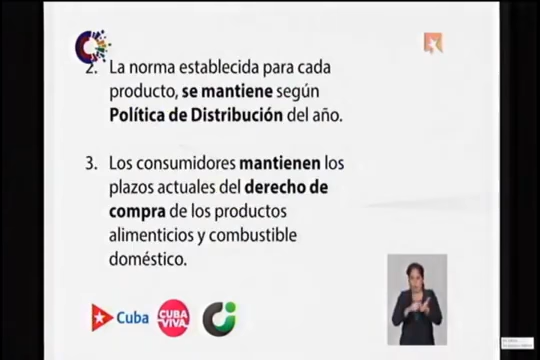 2. La norma establecida para cada
producto, se mantiene según
Política de Distribución del año.
3. Los consumidores mantienen los
plazos actuales del derecho de
compra de los productos
alimenticios y combustible
doméstico.
Cuba
CUBA
VIVA